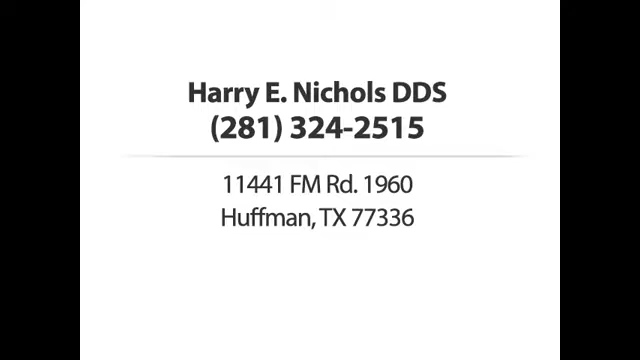 Harry E. Nichols DDS
(281) 324-2515
11441 FM Rd. 1960
Huffman, TX 77336